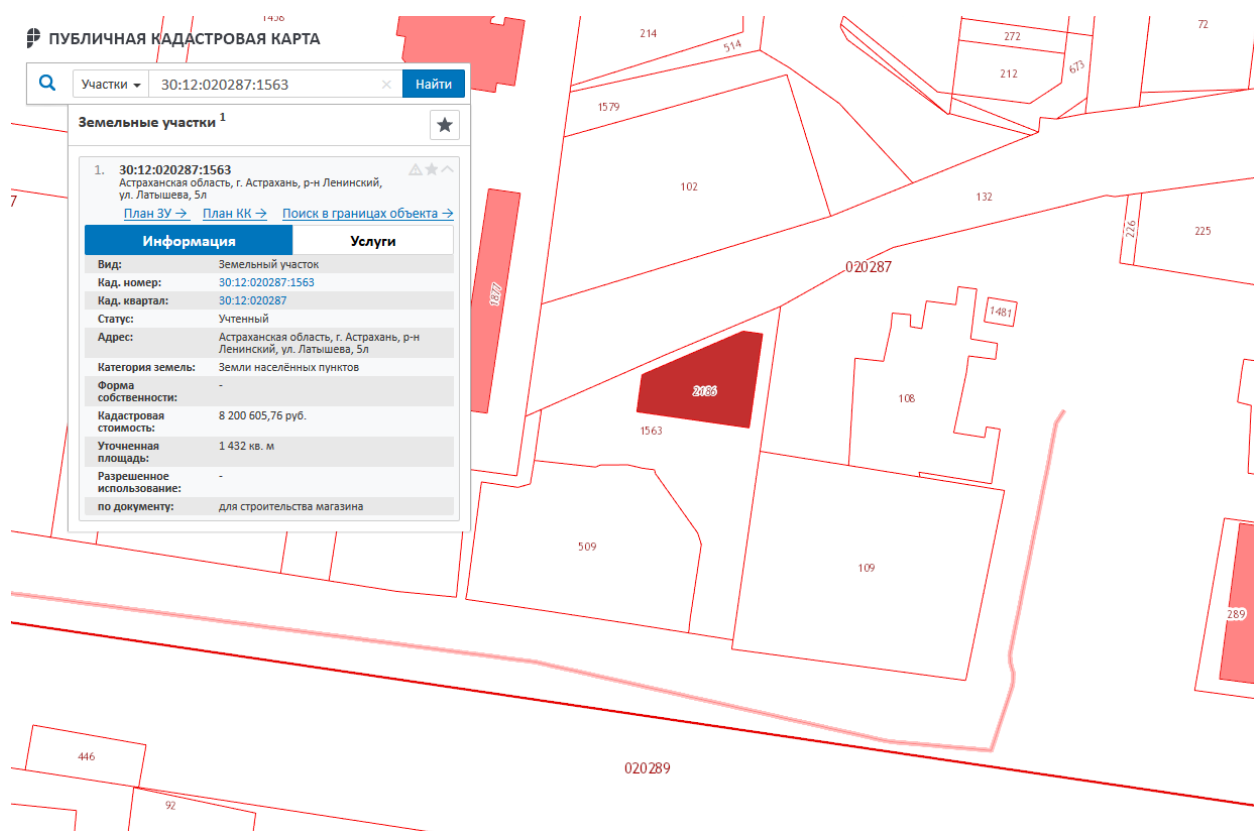 ПУБЛИЧНАЯ КАДАСТРОВАЯ КАРТА
Участки
30:12:020287:1563
Найти
Земельные участки 1
1. 30:12:020287:1563
Астраханская область, г. Астрахань, р-н Ленинский,
ул. Латышева, 5л
План ЗУ → План КК → Поиск в границах объекта →
Информация Услуги
Вид: Земельный участок
Кад. номер: 30:12:020287:1563
Кад. квартал: 30:12:020287
Статус: Учтенный
Адрес: Астраханская область, г. Астрахань, р-н
Ленинский, ул. Латышева, 5л
Категория земель: Земли населённых пунктов
Форма
собственности: -
Кадастровая
стоимость: 8 200 605,76 руб.
Уточненная
площадь: 1 432 кв. м
Разрешенное
использование: -
по документу: для строительства магазина
1458
214
514
272
72
212
673
1579
102
132
226
225
7
020287
1877
1481
2186
108
1563
509
109
289
446
020289
92